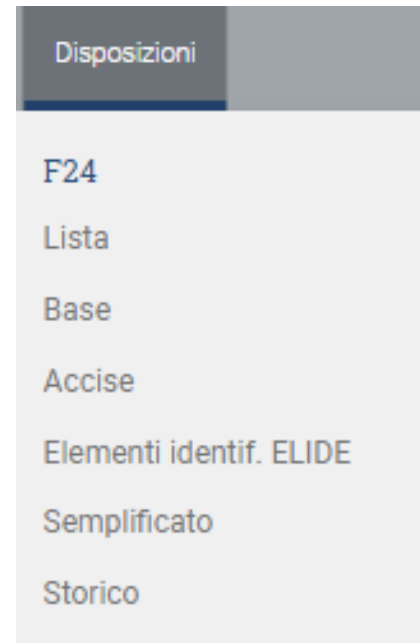 Disposizioni
F24
Lista
Base
Accise
Elementi identif. ELIDE
Semplificato
Storico